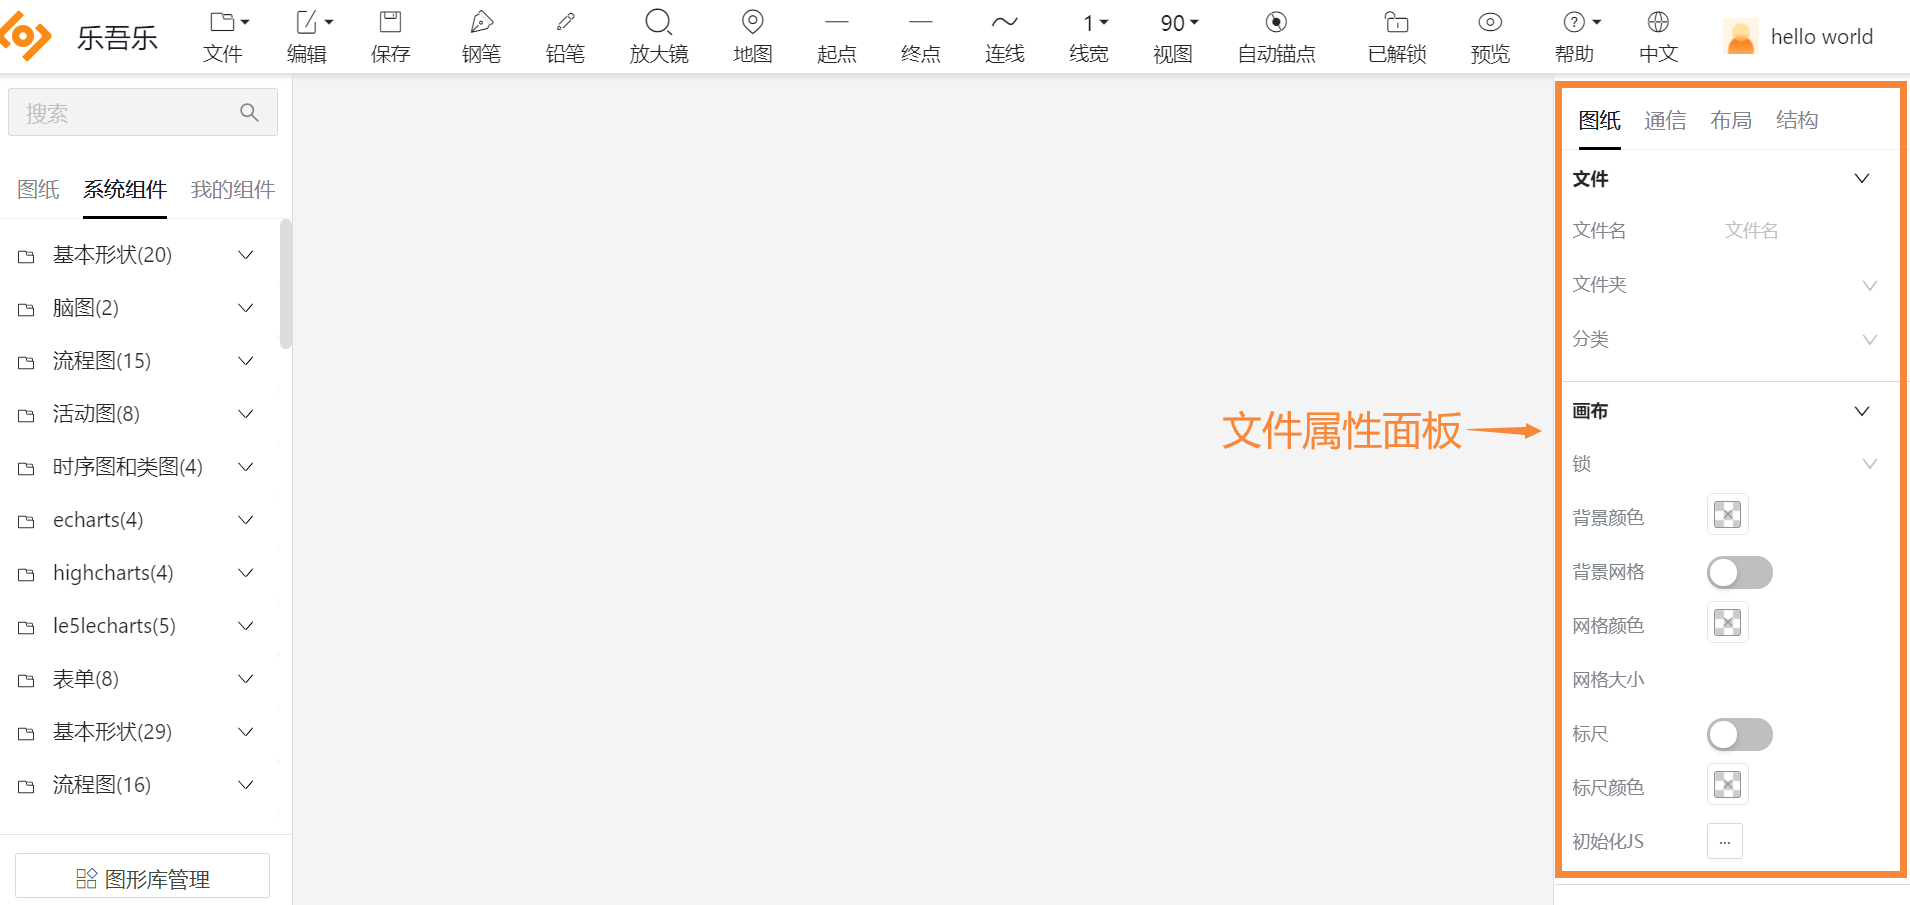 乐吾乐
文件
编辑
保存
钢笔
铅笔
放大镜
地图
起点
终点
连线
1
线宽
90
视图
自动锚点
已解锁
预览
?
帮助
中文
hello world
搜索
图纸 系统组件 我的组件
基本形状(20)
脑图(2)
流程图(15)
活动图(8)
时序图和类图(4)
echarts(4)
highcharts(4)
le5lecharts(5)
表单(8)
基本形状(29)
流程图(16)
图形库管理
文件属性面板
图纸 通信 布局 结构
文件
文件名 文件名
文件夹
分类
画布
锁
背景颜色
背景网格
网格颜色
网格大小
标尺
标尺颜色
初始化JS ...